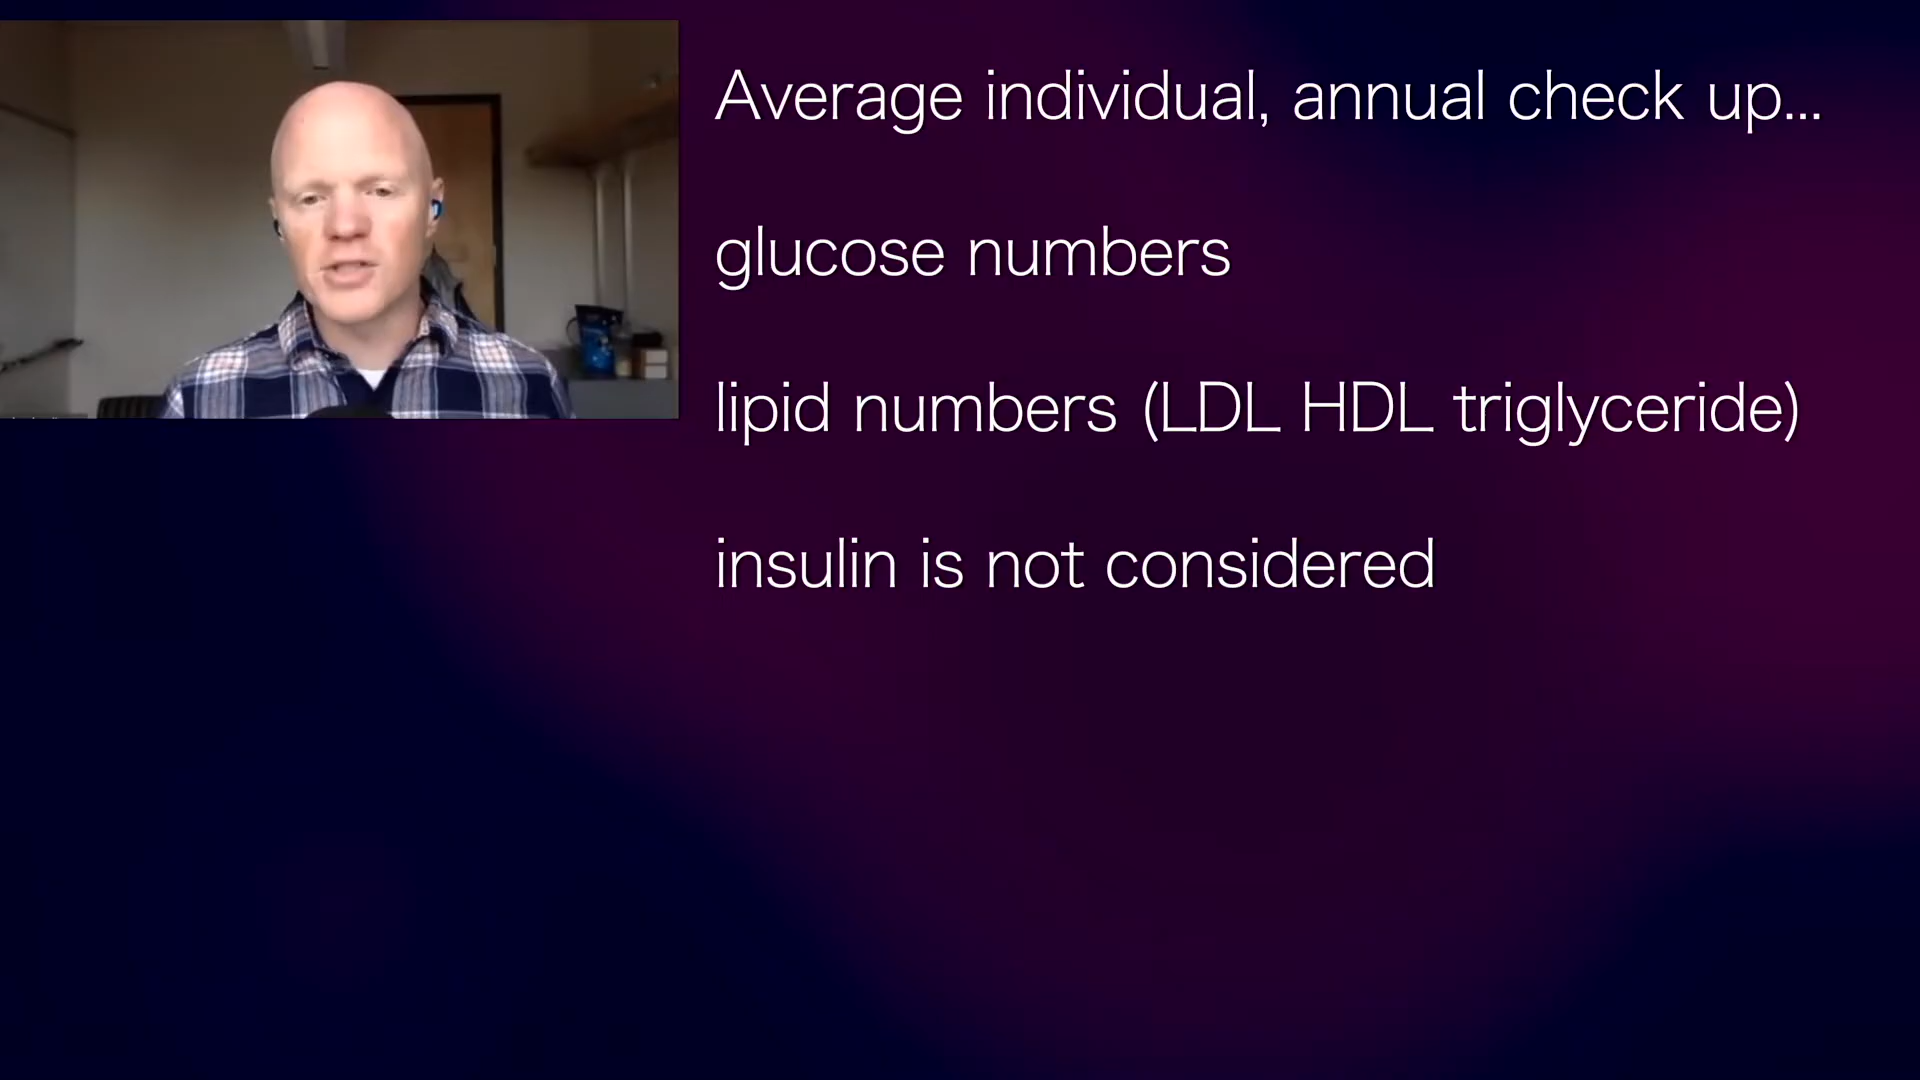 Average individual, annual check up...
glucose numbers
lipid numbers (LDL HDL triglyceride)
insulin is not considered